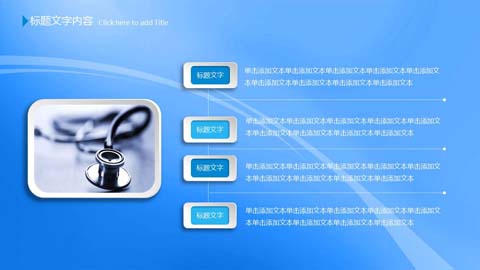 标题文字内容 Click here to add Title
标题文字
单击添加文本单击添加文本单击添加文本单击添加文本单击添加文
本单击添加文本单击添加文本单击添加文本单击添加文本
标题文字
单击添加文本单击添加文本单击添加文本单击添加文本单击添加文
本单击添加文本单击添加文本单击添加文本单击添加文本
标题文字
单击添加文本单击添加文本单击添加文本单击添加文本单击添加文
本单击添加文本单击添加文本单击添加文本单击添加文本
标题文字
单击添加文本单击添加文本单击添加文本单击添加文本单击添加文
本单击添加文本单击添加文本单击添加文本单击添加文本